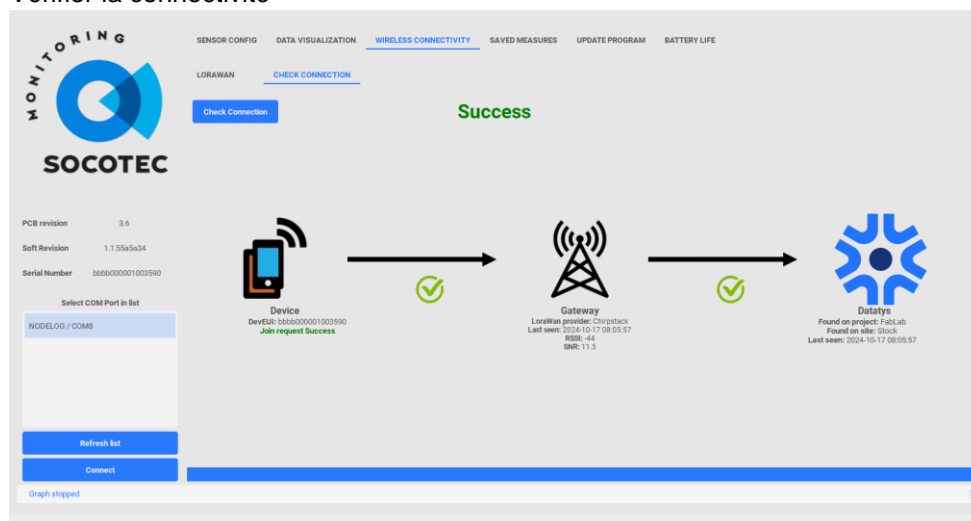 Vérifier la connectivité
MONITORING
SOCOTEC
SENSOR CONFIG DATA VISUALIZATION WIRELESS CONNECTIVITY SAVED MEASURES UPDATE PROGRAM BATTERY LIFE
LORAWAN CHECK CONNECTION
Check Connection
Success
PCB revision 3.6
Soft Revision 1.1.55a5a34
Serial Number bbbb000001003590
Select COM Port in list
NODELOG / COM8
Refresh list
Connect
Graph stopped
Device
DevEUI: bbbb000001003590
Join request Success
Gateway
LoraWan provider: Chirpstack
Last seen: 2024-10-17 08:05:57
RSSI: -44
SNR: 11.5
Datatys
Found on project: FabLab
Found on site: Stock
Last seen: 2024-10-17 08:05:57